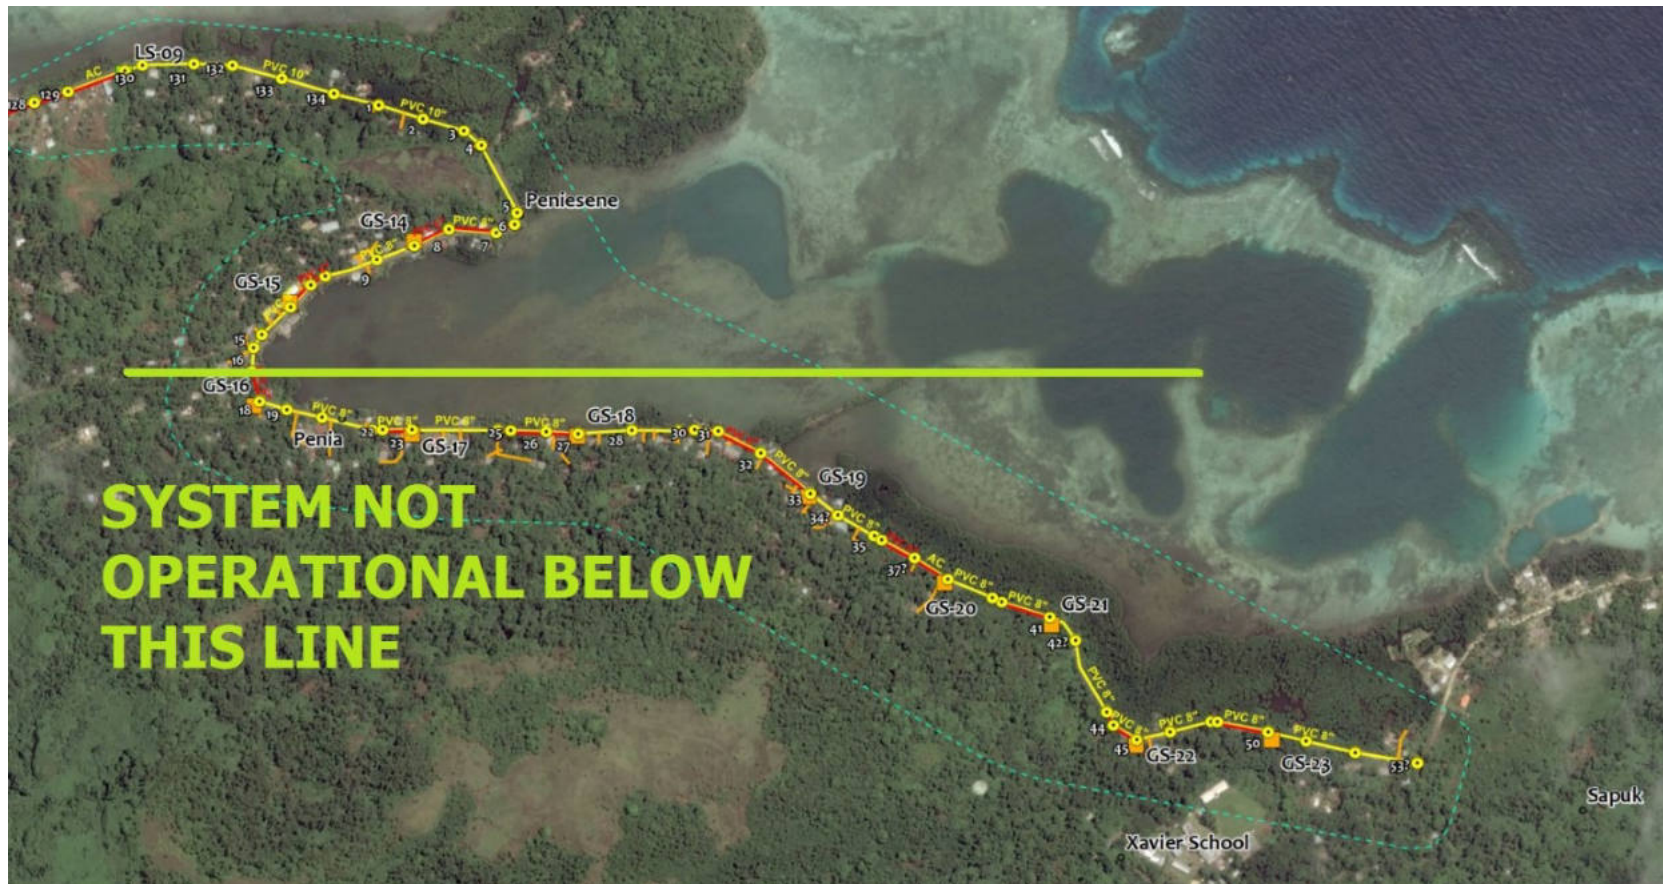 LS-09
AC
128
129
130
131
132
PVC 10"
133
134
1
PVC 10"
2
3
4
5
Peniesene
6
GS-14
PVC 8"
7
8
PVC 8"
9
GS-15
15
16
GS-16
18
19
PVC 8"
Penia
22
PVC 8"
23
GS-17
PVC 8"
25
PVC 8"
26
27
GS-18
28
30
31
32
PVC 8"
33
GS-19
34?
PVC 8"
35
37?
AC
PVC 8"
GS-20
PVC 8"
41
GS-21
42?
PVC 8"
44
PVC 8"
45
PVC 8"
GS-22
PVC 8"
50
PVC 8"
GS-23
53?
Sapuk
Xavier School
SYSTEM NOT
OPERATIONAL BELOW
THIS LINE